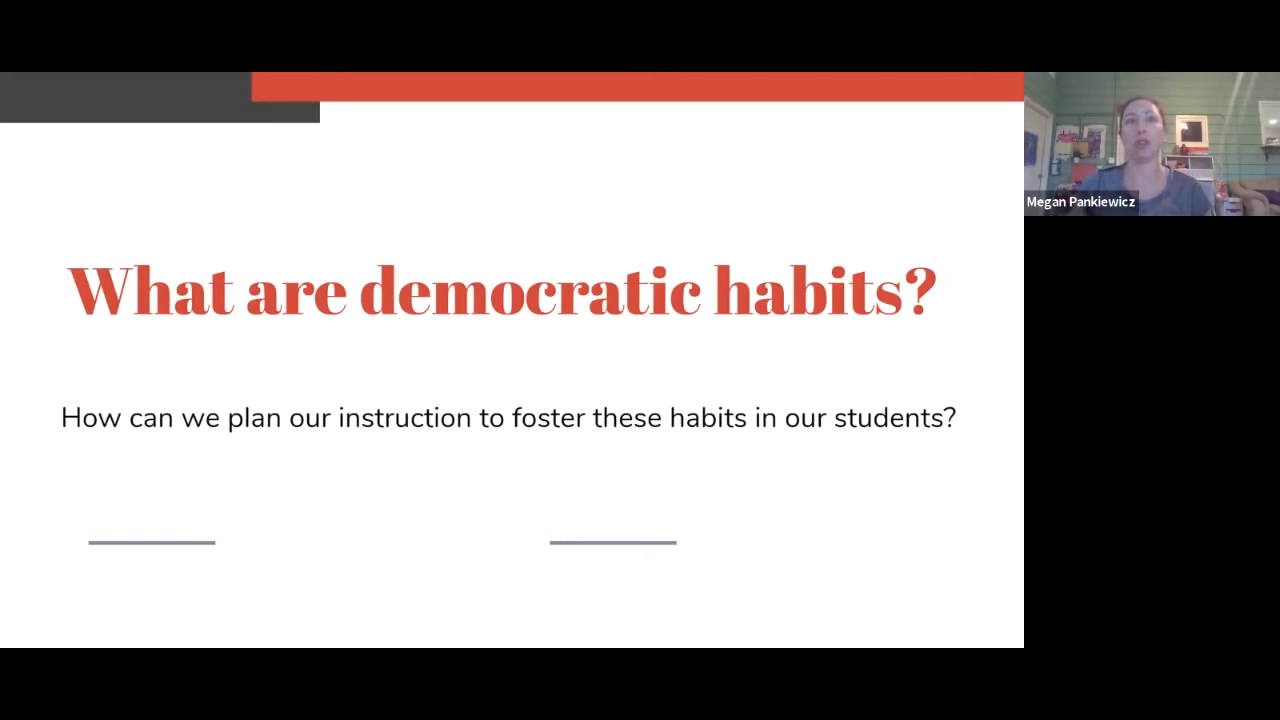 What are democratic habits?
How can we plan our instruction to foster these habits in our students?
Megan Pankiewicz